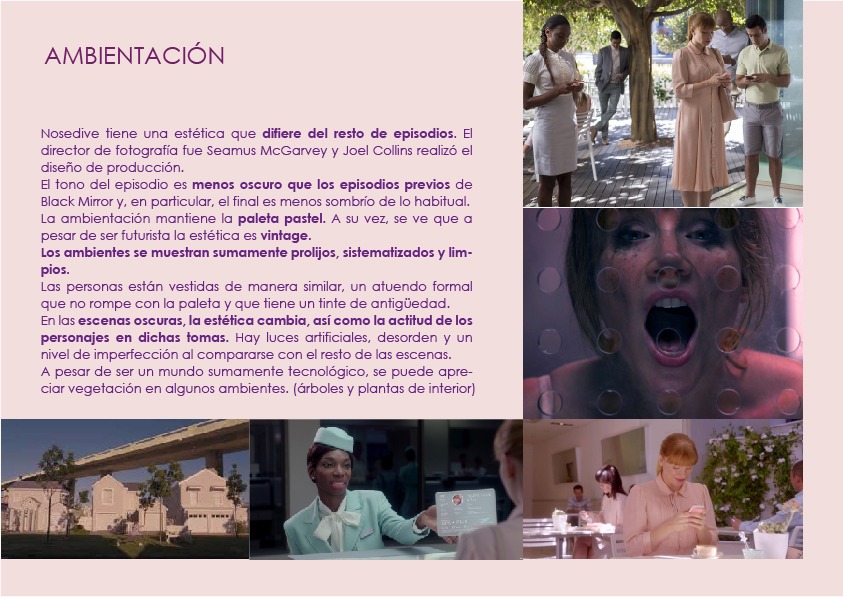 AMBIENTACIÓN
Nosedive tiene una estética que difiere del resto de episodios. El
director de fotografía fue Seamus McGarvey y Joel Collins realizó el
diseño de producción.
El tono del episodio es menos oscuro que los episodios previos de
Black Mirror y, en particular, el final es menos sombrío de lo habitual.
La ambientación mantiene la paleta pastel. A su vez, se ve que a
pesar de ser futurista la estética es vintage.
Los ambientes se muestran sumamente prolijos, sistematizados y lim-
pios.
Las personas están vestidas de manera similar, un atuendo formal
que no rompe con la paleta y que tiene un tinte de antigüedad.
En las escenas oscuras, la estética cambia, así como la actitud de los
personajes en dichas tomas. Hay luces artificiales, desorden y un
nivel de imperfección al compararse con el resto de las escenas.
A pesar de ser un mundo sumamente tecnológico, se puede apre-
ciar vegetación en algunos ambientes. (árboles y plantas de interior)